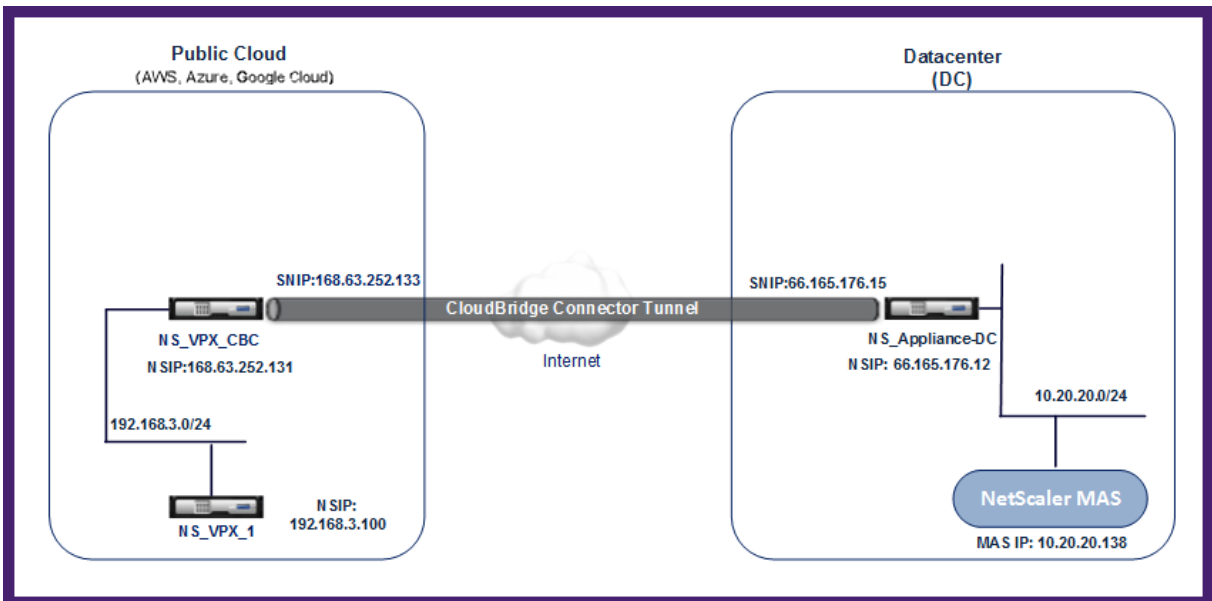 Public Cloud
(AWS, Azure, Google Cloud)
Datacenter
(DC)
SNIP:168.63.252.133
SNIP:66.165.176.15
CloudBridge Connector Tunnel
NS_VPX_CBC
NSIP:168.63.252.131
Internet
NS_Appliance-DC
NSIP: 66.165.176.12
10.20.20.0/24
192.168.3.0/24
NetScaler MAS
NSIP:
192.168.3.100
NS_VPX_1
MAS IP: 10.20.20.138